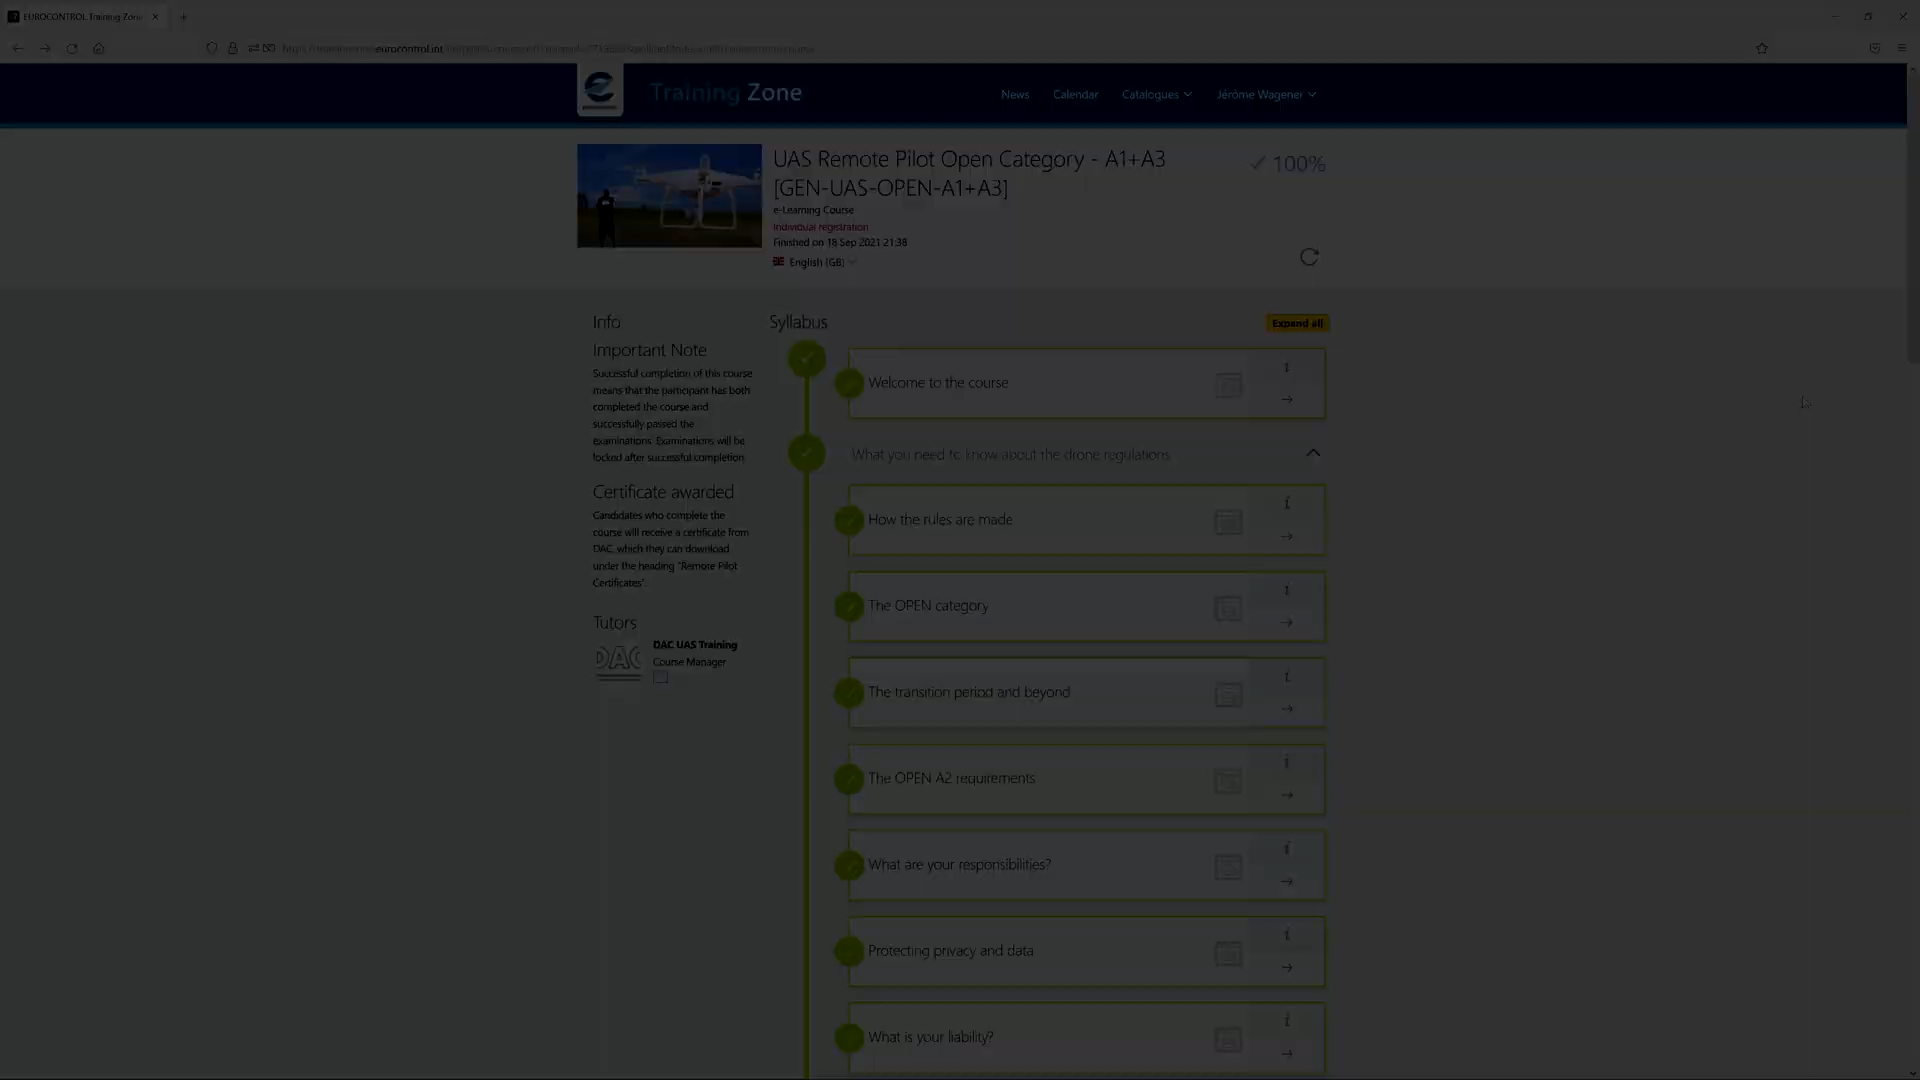 EUROCONTROL Training Zone
eurocontrol.int
Training Zone
News
Calendar
Catalogues
Jérôme Wagener
UAS Remote Pilot Open Category - A1+A3
[GEN-UAS-OPEN-A1+A3]
100%
e-Learning Course
Individual registration
Finished on 18 Sep 2021 21:38
English (GB)
Info
Important Note
Successful completion of this course
means that the participant has both
completed the course and
successfully passed the
examinations. Examinations will be
locked after successful completion
Certificate awarded
Candidates who complete the
course will receive a certificate from
DAC, which they can download
under the heading "Remote Pilot
Certificates".
Tutors
DAC
DAC UAS Training
Course Manager
Syllabus
Expand all
Welcome to the course
What you need to know about the drone regulations
How the rules are made
The OPEN category
The transition period and beyond
The OPEN A2 requirements
What are your responsibilities?
Protecting privacy and data
What is your liability?